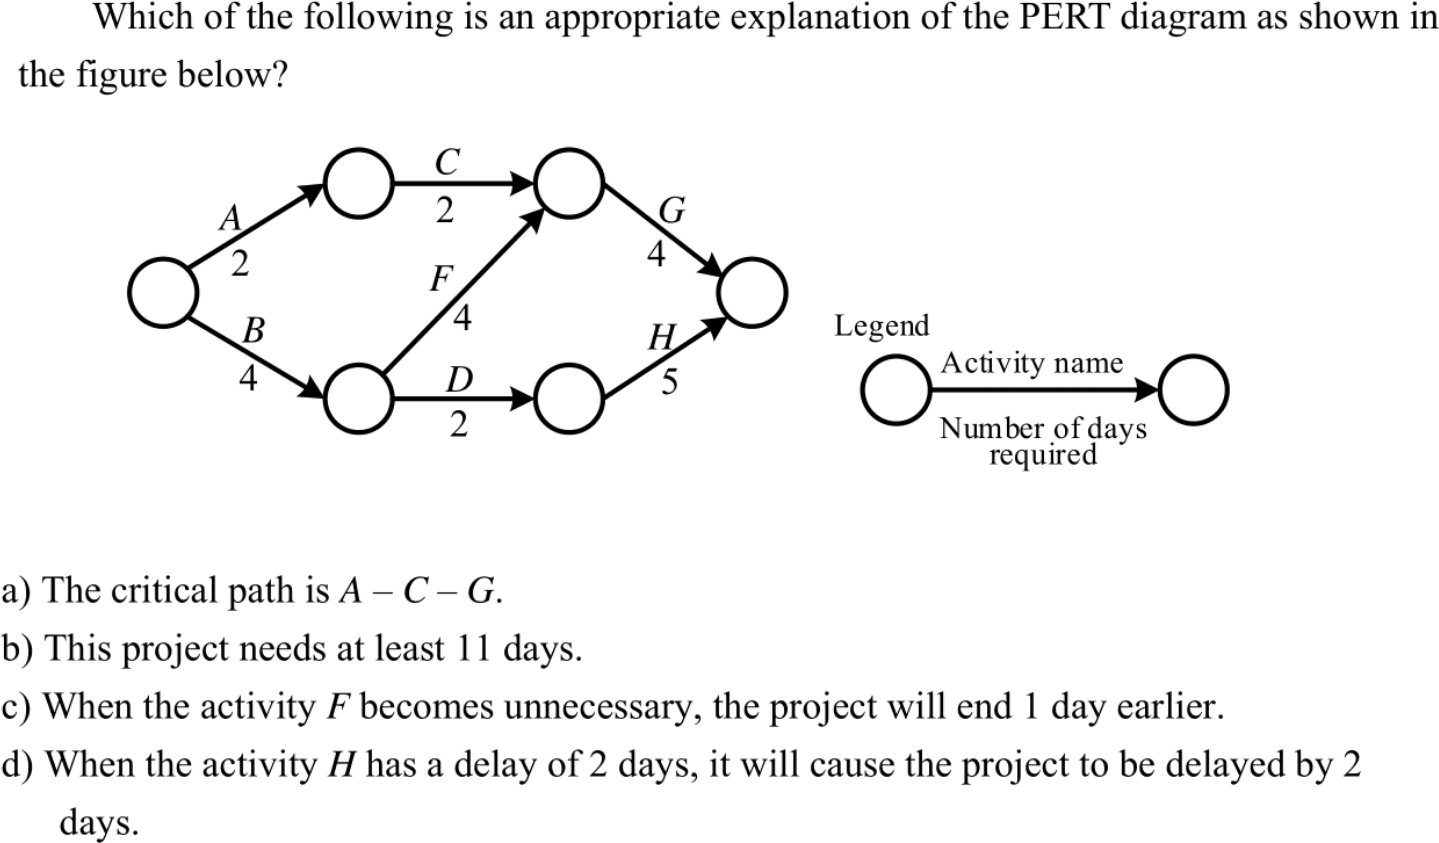 Which of the following is an appropriate explanation of the PERT diagram as shown in
the figure below?
C
2
A
2
G
4
F
4
B
4
H
5
D
2
Legend
Activity name
Number of days
required
a) The critical path is A – C – G.
b) This project needs at least 11 days.
c) When the activity F becomes unnecessary, the project will end 1 day earlier.
d) When the activity H has a delay of 2 days, it will cause the project to be delayed by 2
days.